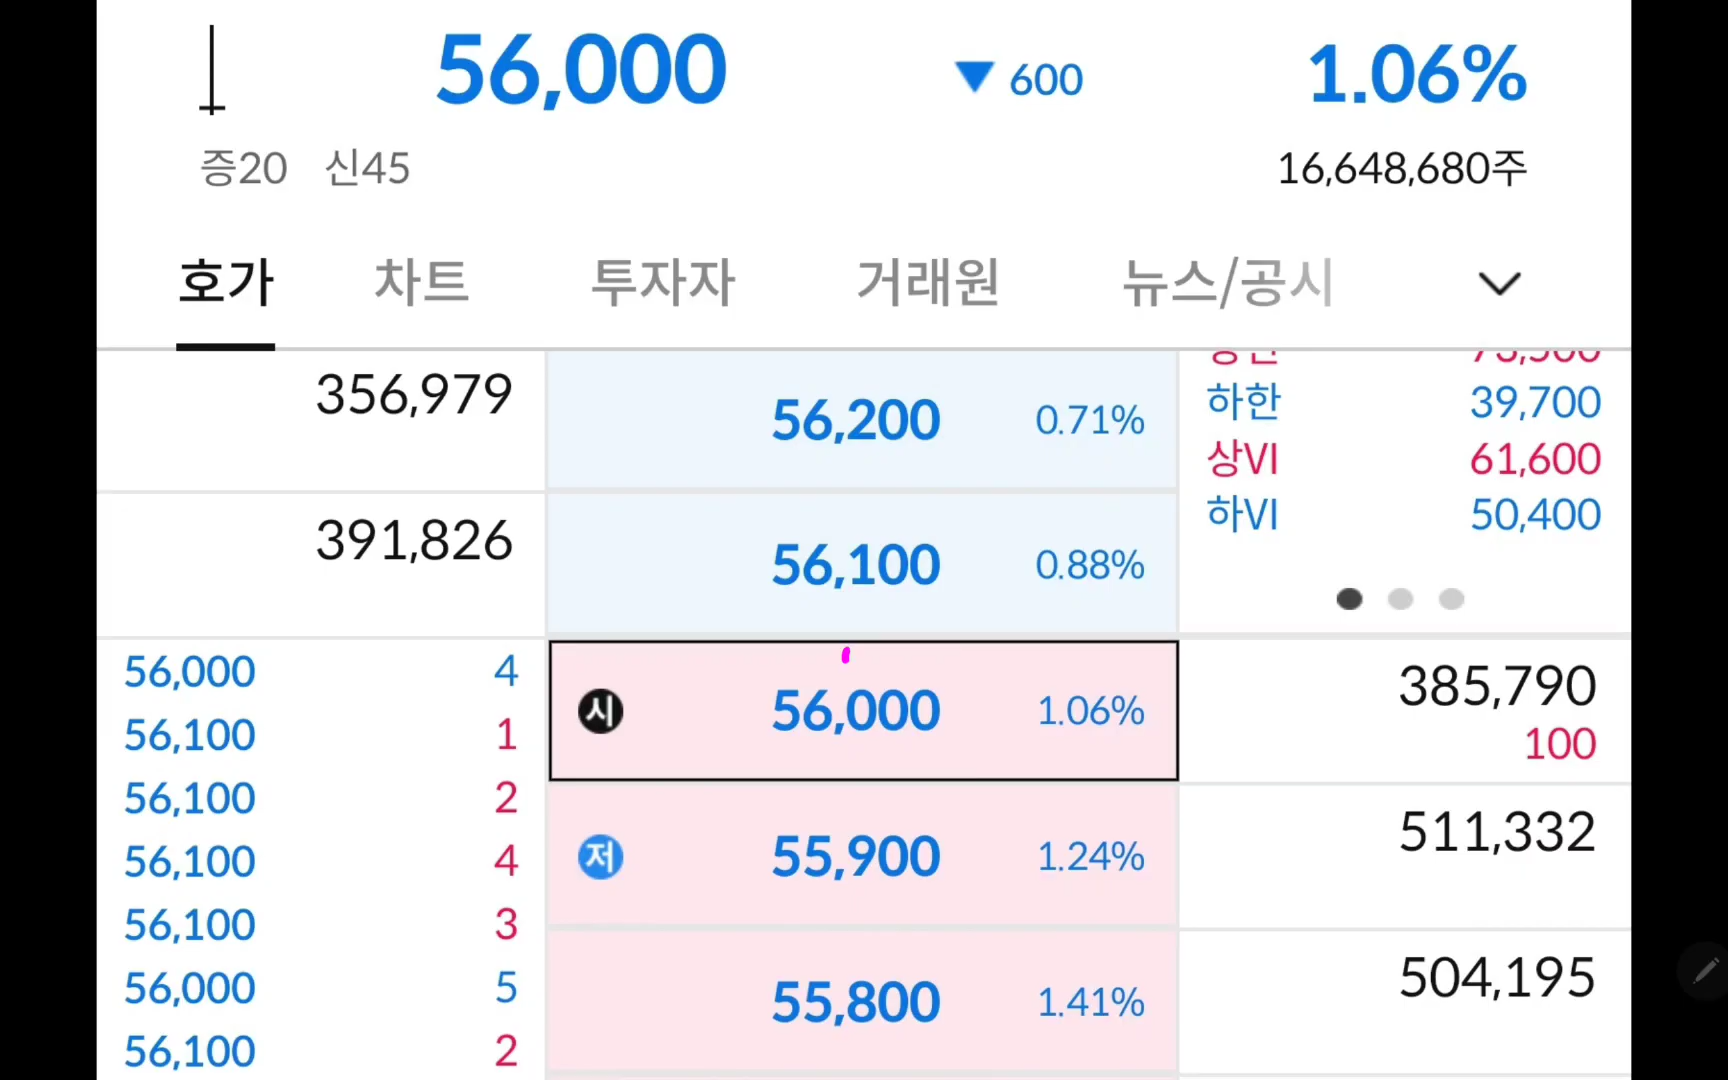 56,000 ▼ 600 1.06%
증20 신45 16,648,680주
호가 차트 투자자 거래원 뉴스/공시
356,979 56,200 0.71%
하한 39,700
상VI 61,600
하VI 50,400
391,826 56,100 0.88%
56,000 4
56,100 1
56,100 2
56,100 4
56,100 3
56,000 5
56,100 2
시 56,000 1.06% 385,790
100
저 55,900 1.24% 511,332
55,800 1.41% 504,195